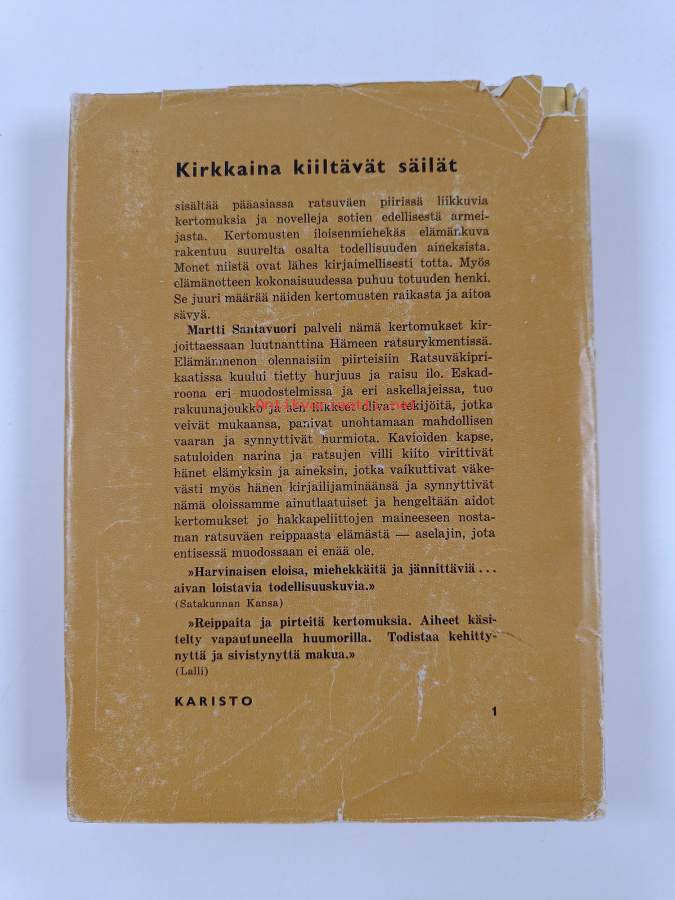 Kirkkaina kiiltävät säilät
sisältää pääasiassa ratsuväen piirissä liikkuvia
kertomuksia ja novelleja sotien edellisestä armei-
jasta. Kertomusten iloisenmiehekäs elämänkuva
rakentuu suurelta osalta todellisuuden aineksista.
Monet niistä ovat lähes kirjaimellisesti totta. Myös
elämänotteen kokonaisuudessa puhuu totuuden henki.
Se juuri määrää näiden kertomusten raikasta ja aitoa
sävyä.
Martti Santavuori palveli nämä kertomukset kir-
joittaessaan luutnanttina Hämeen ratsurykmentissä.
Elämänmenon olennaisiin piirteisiin Ratsuväkipri-
kaatissa kuului tietty hurjuus ja raisu ilo. Eskad-
roona eri muodostelmissa ja eri askellajeissa, tuo
rakuunajoukko ja sen liikkeet olivat tekijöitä, jotka
veivät mukaansa, panivat unohtamaan mahdollisen
vaaran ja synnyttivät hurmiota. Kavioiden kapse,
satuloiden narina ja ratsujen villi kiito virittivät
hänet elämyksin ja aineksin, jotka vaikuttivat väke-
västi myös hänen kirjailijaminäänsä ja synnyttivät
nämä oloissamme ainutlaatuiset ja hengeltään aidot
kertomukset jo hakkapeliittojen maineeseen nosta-
man ratsuväen reippaasta elämästä — aselajin, jota
entisessä muodossaan ei enää ole.
»Harvinaisen eloisa, miehekkäitä ja jännittäviä...
aivan loistavia todellisuuskuvia.»
(Satakunnan Kansa)
»Reippaita ja pirteitä kertomuksia. Aiheet käsi-
telty vapautuneella huumorilla. Todistaa kehitty-
nyttä ja sivistynyttä makua.»
(Lalli)
KARISTO
1